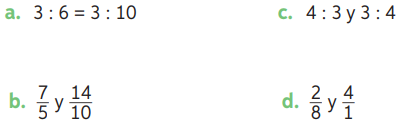 a. 3 : 6 = 3 : 10
c. 4 : 3 y 3 : 4
b. 7/5 y 14/10
d. 2/8 y 4/1